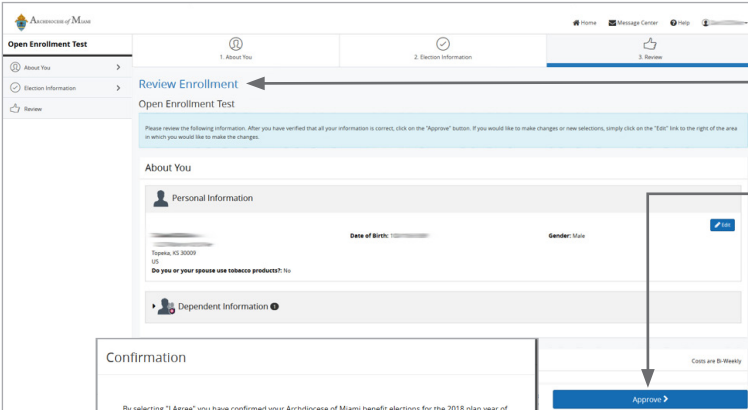 ARCHDIOCESE of MIAMI
Home Message Center Help
Open Enrollment Test
1. About You
2. Election Information
3. Review
About You
Election Information
Review
Review Enrollment
Open Enrollment Test
Please review the following information. After you have verified that all your information is correct, click on the "Approve" button. If you would like to make changes or new selections, simply click on the "Edit" link to the right of the area
in which you would like to make the changes.
About You
Personal Information
Edit
Date of Birth:
Gender: Male
Topeka, KS 30009
US
Do you or your spouse use tobacco products?: No
Dependent Information
Costs are Bi-Weekly
Approve
Confirmation
By selecting "I Agree" you have confirmed your Archdiocese of Miami benefit elections for the 2018 plan year of